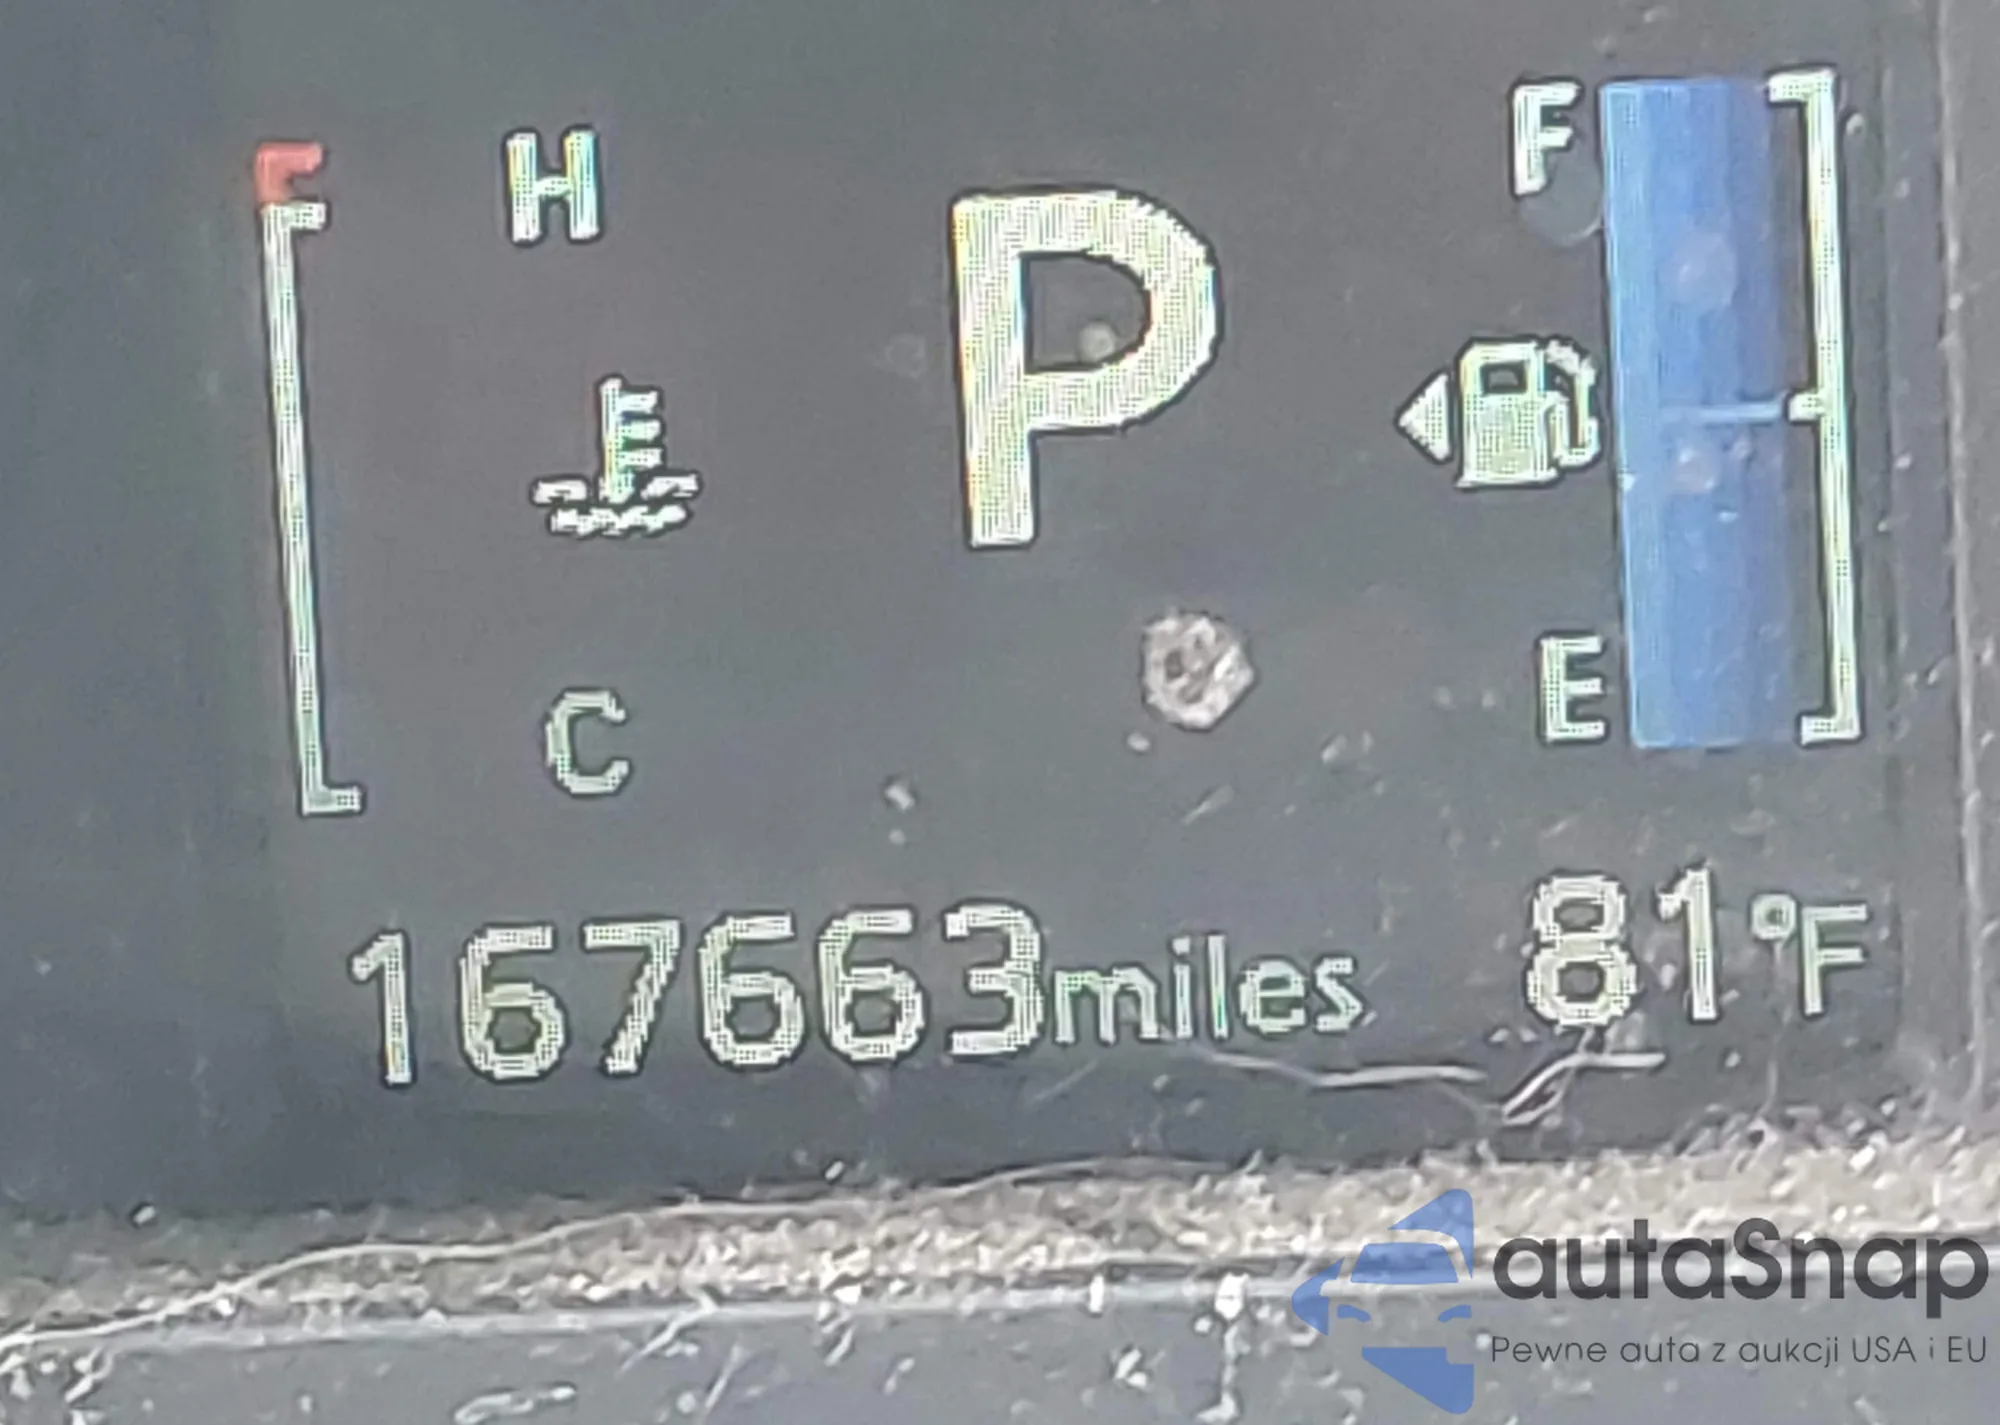 H
P
F
C
E
167663miles 81°F
autaSnap
Pewne auta z aukcji USA i EU